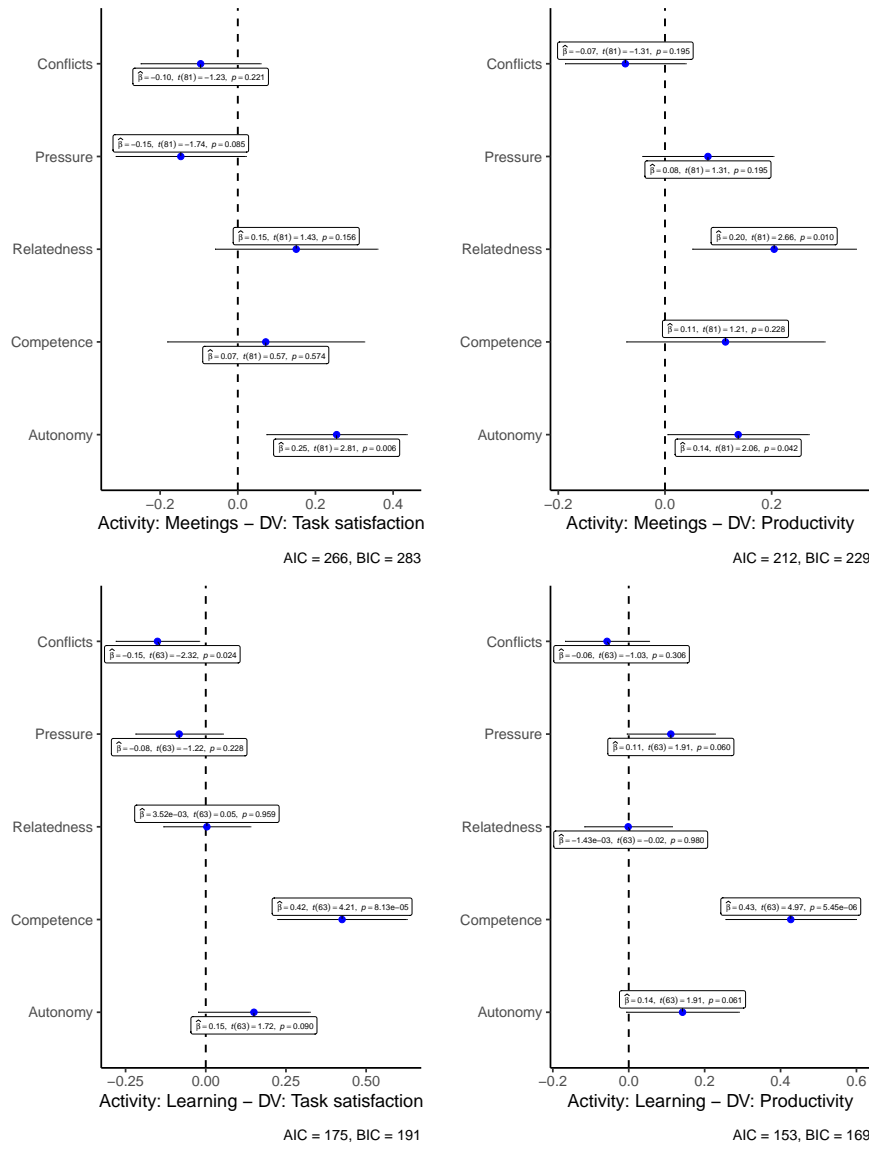 Conflicts
β̂=−0.10, t(81)=−1.23, p=0.221
Pressure
β̂=−0.15, t(81)=−1.74, p=0.085
Relatedness
β̂=0.15, t(81)=1.43, p=0.156
Competence
β̂=0.07, t(81)=0.57, p=0.574
Autonomy
β̂=0.25, t(81)=2.81, p=0.006
−0.2 0.0 0.2 0.4
Activity: Meetings − DV: Task satisfaction
AIC = 266, BIC = 283
Conflicts
β̂=−0.07, t(81)=−1.31, p=0.195
Pressure
β̂=0.08, t(81)=1.31, p=0.195
Relatedness
β̂=0.20, t(81)=2.66, p=0.010
Competence
β̂=0.11, t(81)=1.21, p=0.228
Autonomy
β̂=0.14, t(81)=2.06, p=0.042
−0.2 0.0 0.2
Activity: Meetings − DV: Productivity
AIC = 212, BIC = 229
Conflicts
β̂=−0.15, t(63)=−2.32, p=0.024
Pressure
β̂=−0.08, t(63)=−1.22, p=0.228
Relatedness
β̂=3.52e−03, t(63)=0.05, p=0.959
Competence
β̂=0.42, t(63)=4.21, p=8.13e−05
Autonomy
β̂=0.15, t(63)=1.72, p=0.090
−0.25 0.00 0.25 0.50
Activity: Learning − DV: Task satisfaction
AIC = 175, BIC = 191
Conflicts
β̂=−0.06, t(63)=−1.03, p=0.306
Pressure
β̂=0.11, t(63)=1.91, p=0.060
Relatedness
β̂=−1.43e−03, t(63)=−0.02, p=0.980
Competence
β̂=0.43, t(63)=4.97, p=5.45e−06
Autonomy
β̂=0.14, t(63)=1.91, p=0.061
−0.2 0.0 0.2 0.4 0.6
Activity: Learning − DV: Productivity
AIC = 153, BIC = 169